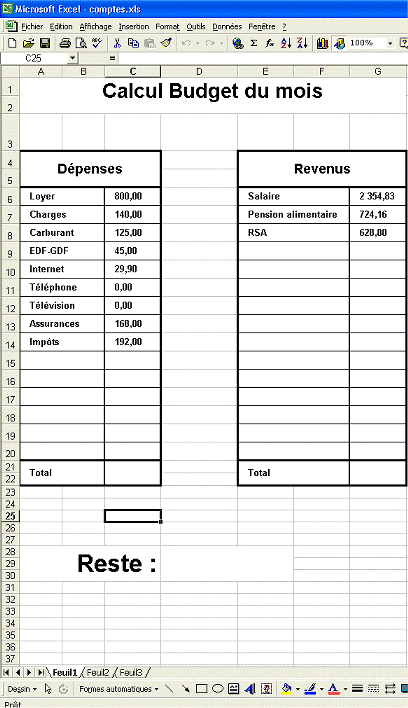 Microsoft Excel - comptes.xls
Fichier Edition Affichage Insertion Format Outils Données Fenêtre ?
Σ fx 100% ?
C25 =
A B C D E F G
1 Calcul Budget du mois
2
3
4 Dépenses Revenus
5
6 Loyer 800,00 Salaire 2 354,83
7 Charges 140,00 Pension alimentaire 724,16
8 Carburant 125,00 RSA 628,00
9 EDF-GDF 45,00
10 Internet 29,90
11 Téléphone 0,00
12 Télévision 0,00
13 Assurances 168,00
14 Impôts 192,00
15
16
17
18
19
20
21 Total Total
22
23
24
25
26
27
28
29 Reste :
30
31
32
33
34
35
36
37
Feuil1 Feuil2 Feuil3
Dessin Formes automatiques
Prêt